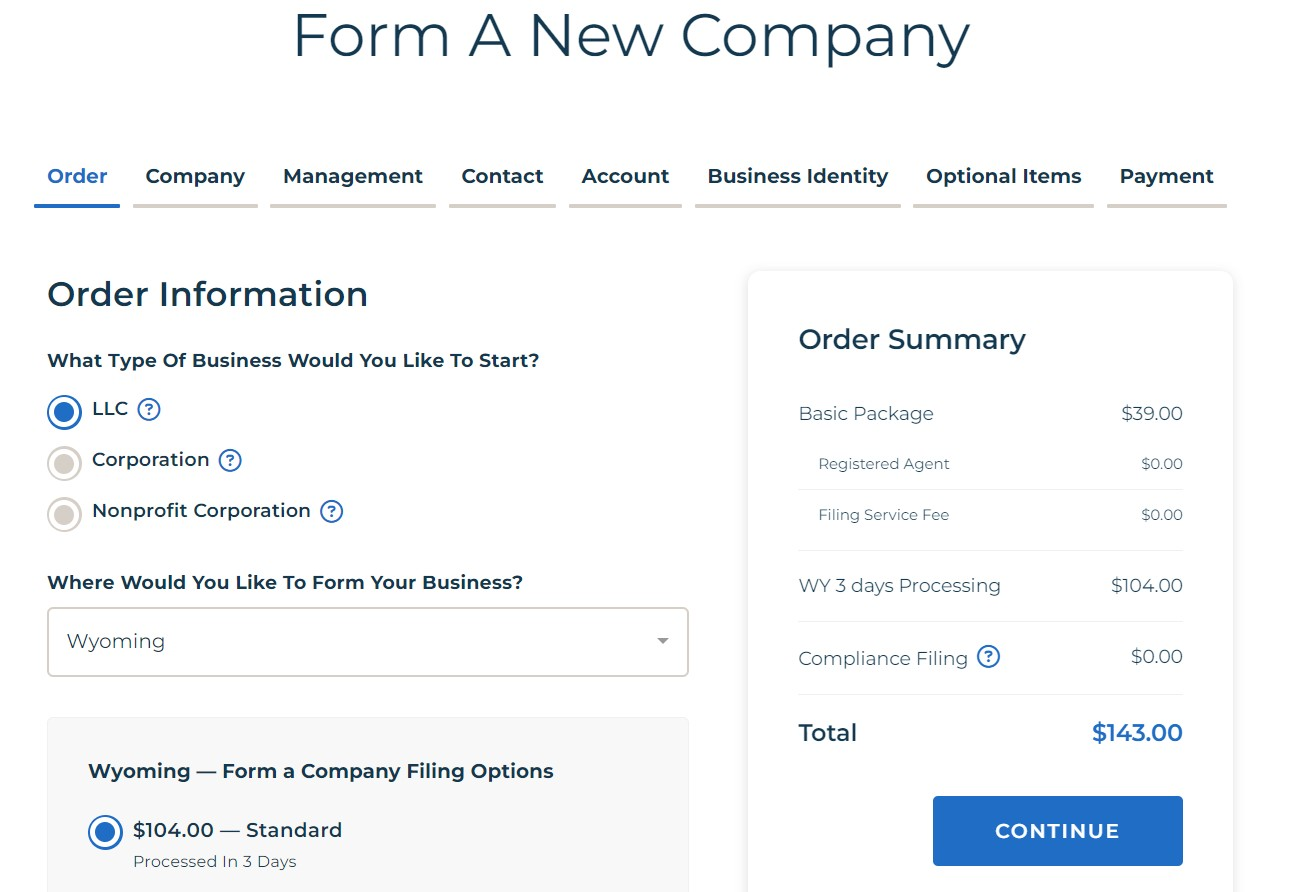 Form A New Company
Order Company Management Contact Account Business Identity Optional Items Payment
Order Information
What Type Of Business Would You Like To Start?
LLC ?
Corporation ?
Nonprofit Corporation ?
Where Would You Like To Form Your Business?
Wyoming
Wyoming — Form a Company Filing Options
$104.00 — Standard
Processed In 3 Days
Order Summary
Basic Package $39.00
Registered Agent $0.00
Filing Service Fee $0.00
WY 3 days Processing $104.00
Compliance Filing ? $0.00
Total $143.00
CONTINUE